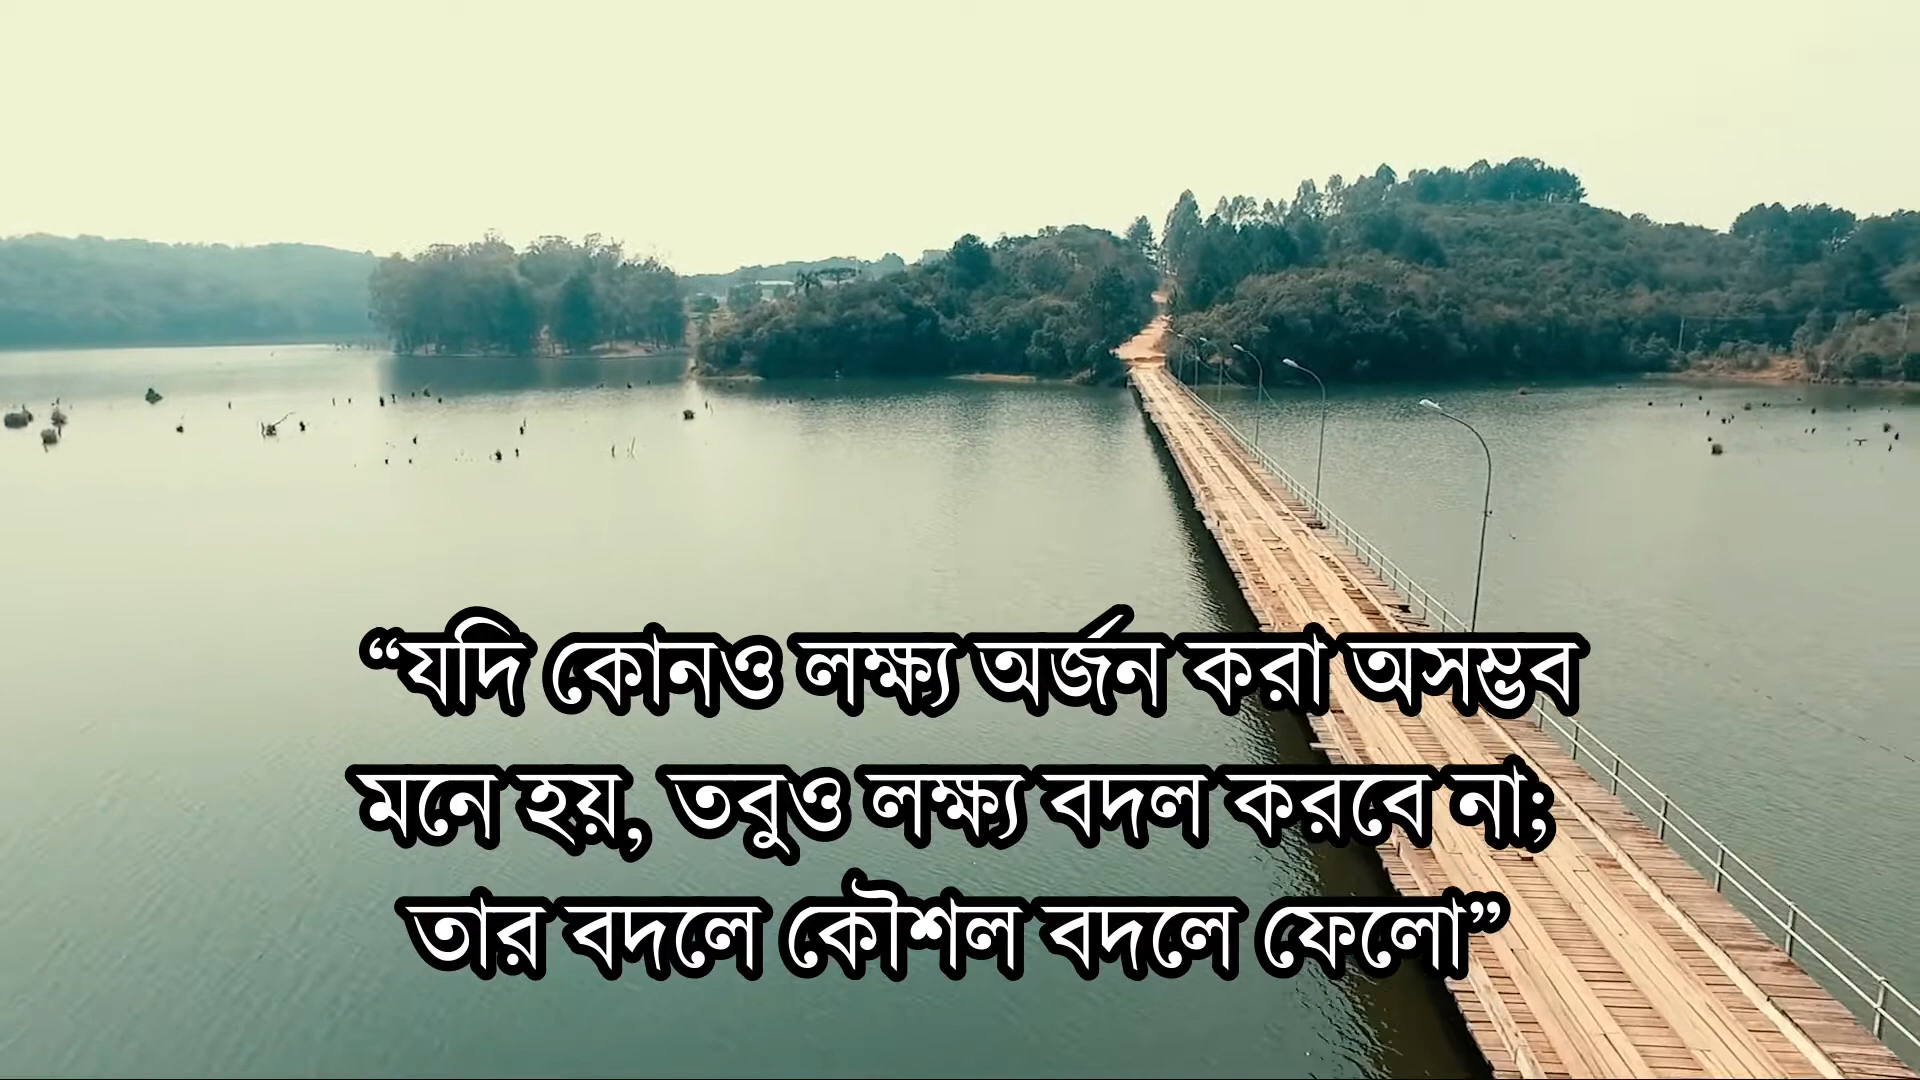 “যদি কোনও লক্ষ্য অর্জন করা অসম্ভব
মনে হয়, তবুও লক্ষ্য বদল করবে না;
তার বদলে কৌশল বদলে ফেলো”